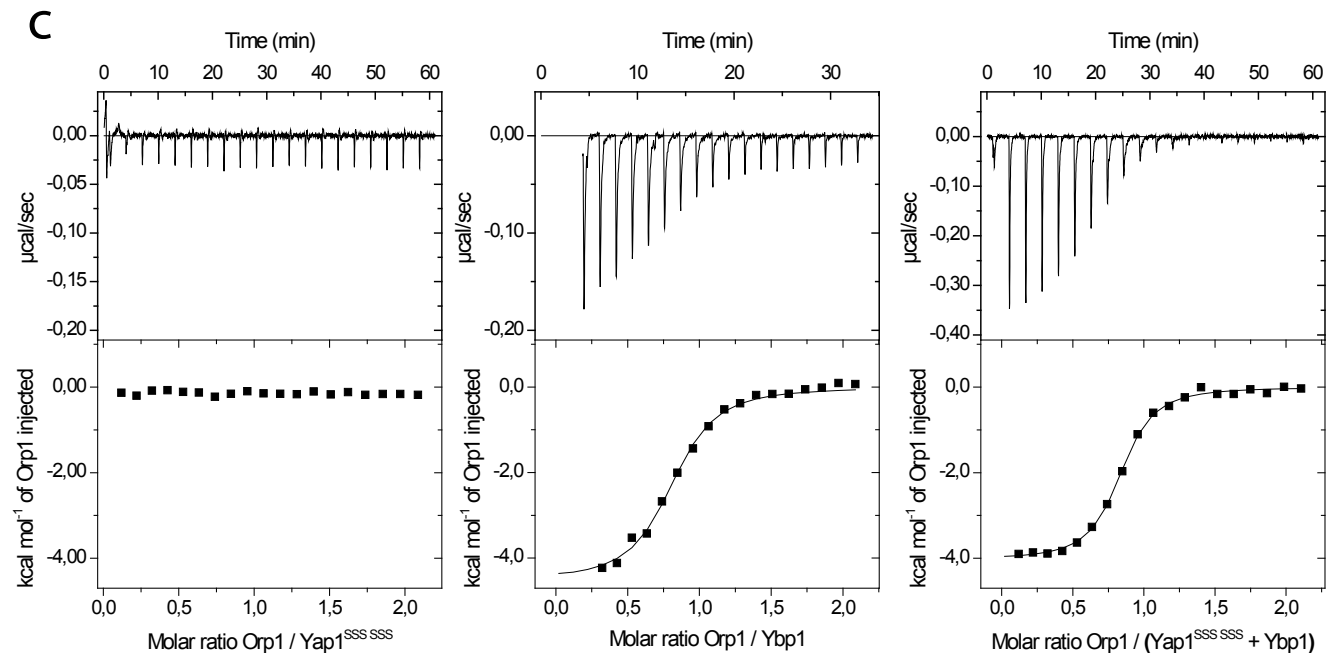 C
Time (min)
0 10 20 30 40 50 60
0,00
-0,05
-0,10
-0,15
-0,20
µcal/sec
0,00
-2,00
-4,00
kcal mol⁻¹ of Orp1 injected
0,0 0,5 1,0 1,5 2,0
Molar ratio Orp1 / Yap1^SSS SSS
Time (min)
0 10 20 30
0,00
-0,10
-0,20
µcal/sec
0,0
-2,0
-4,0
kcal mol⁻¹ of Orp1 injected
0,0 0,5 1,0 1,5 2,0
Molar ratio Orp1 / Ybp1
Time (min)
0 10 20 30 40 50 60
0,00
-0,10
-0,20
-0,30
-0,40
µcal/sec
0,0
-2,0
-4,0
kcal mol⁻¹ of Orp1 injected
0,0 0,5 1,0 1,5 2,0
Molar ratio Orp1 / (Yap1^SSS SSS + Ybp1)